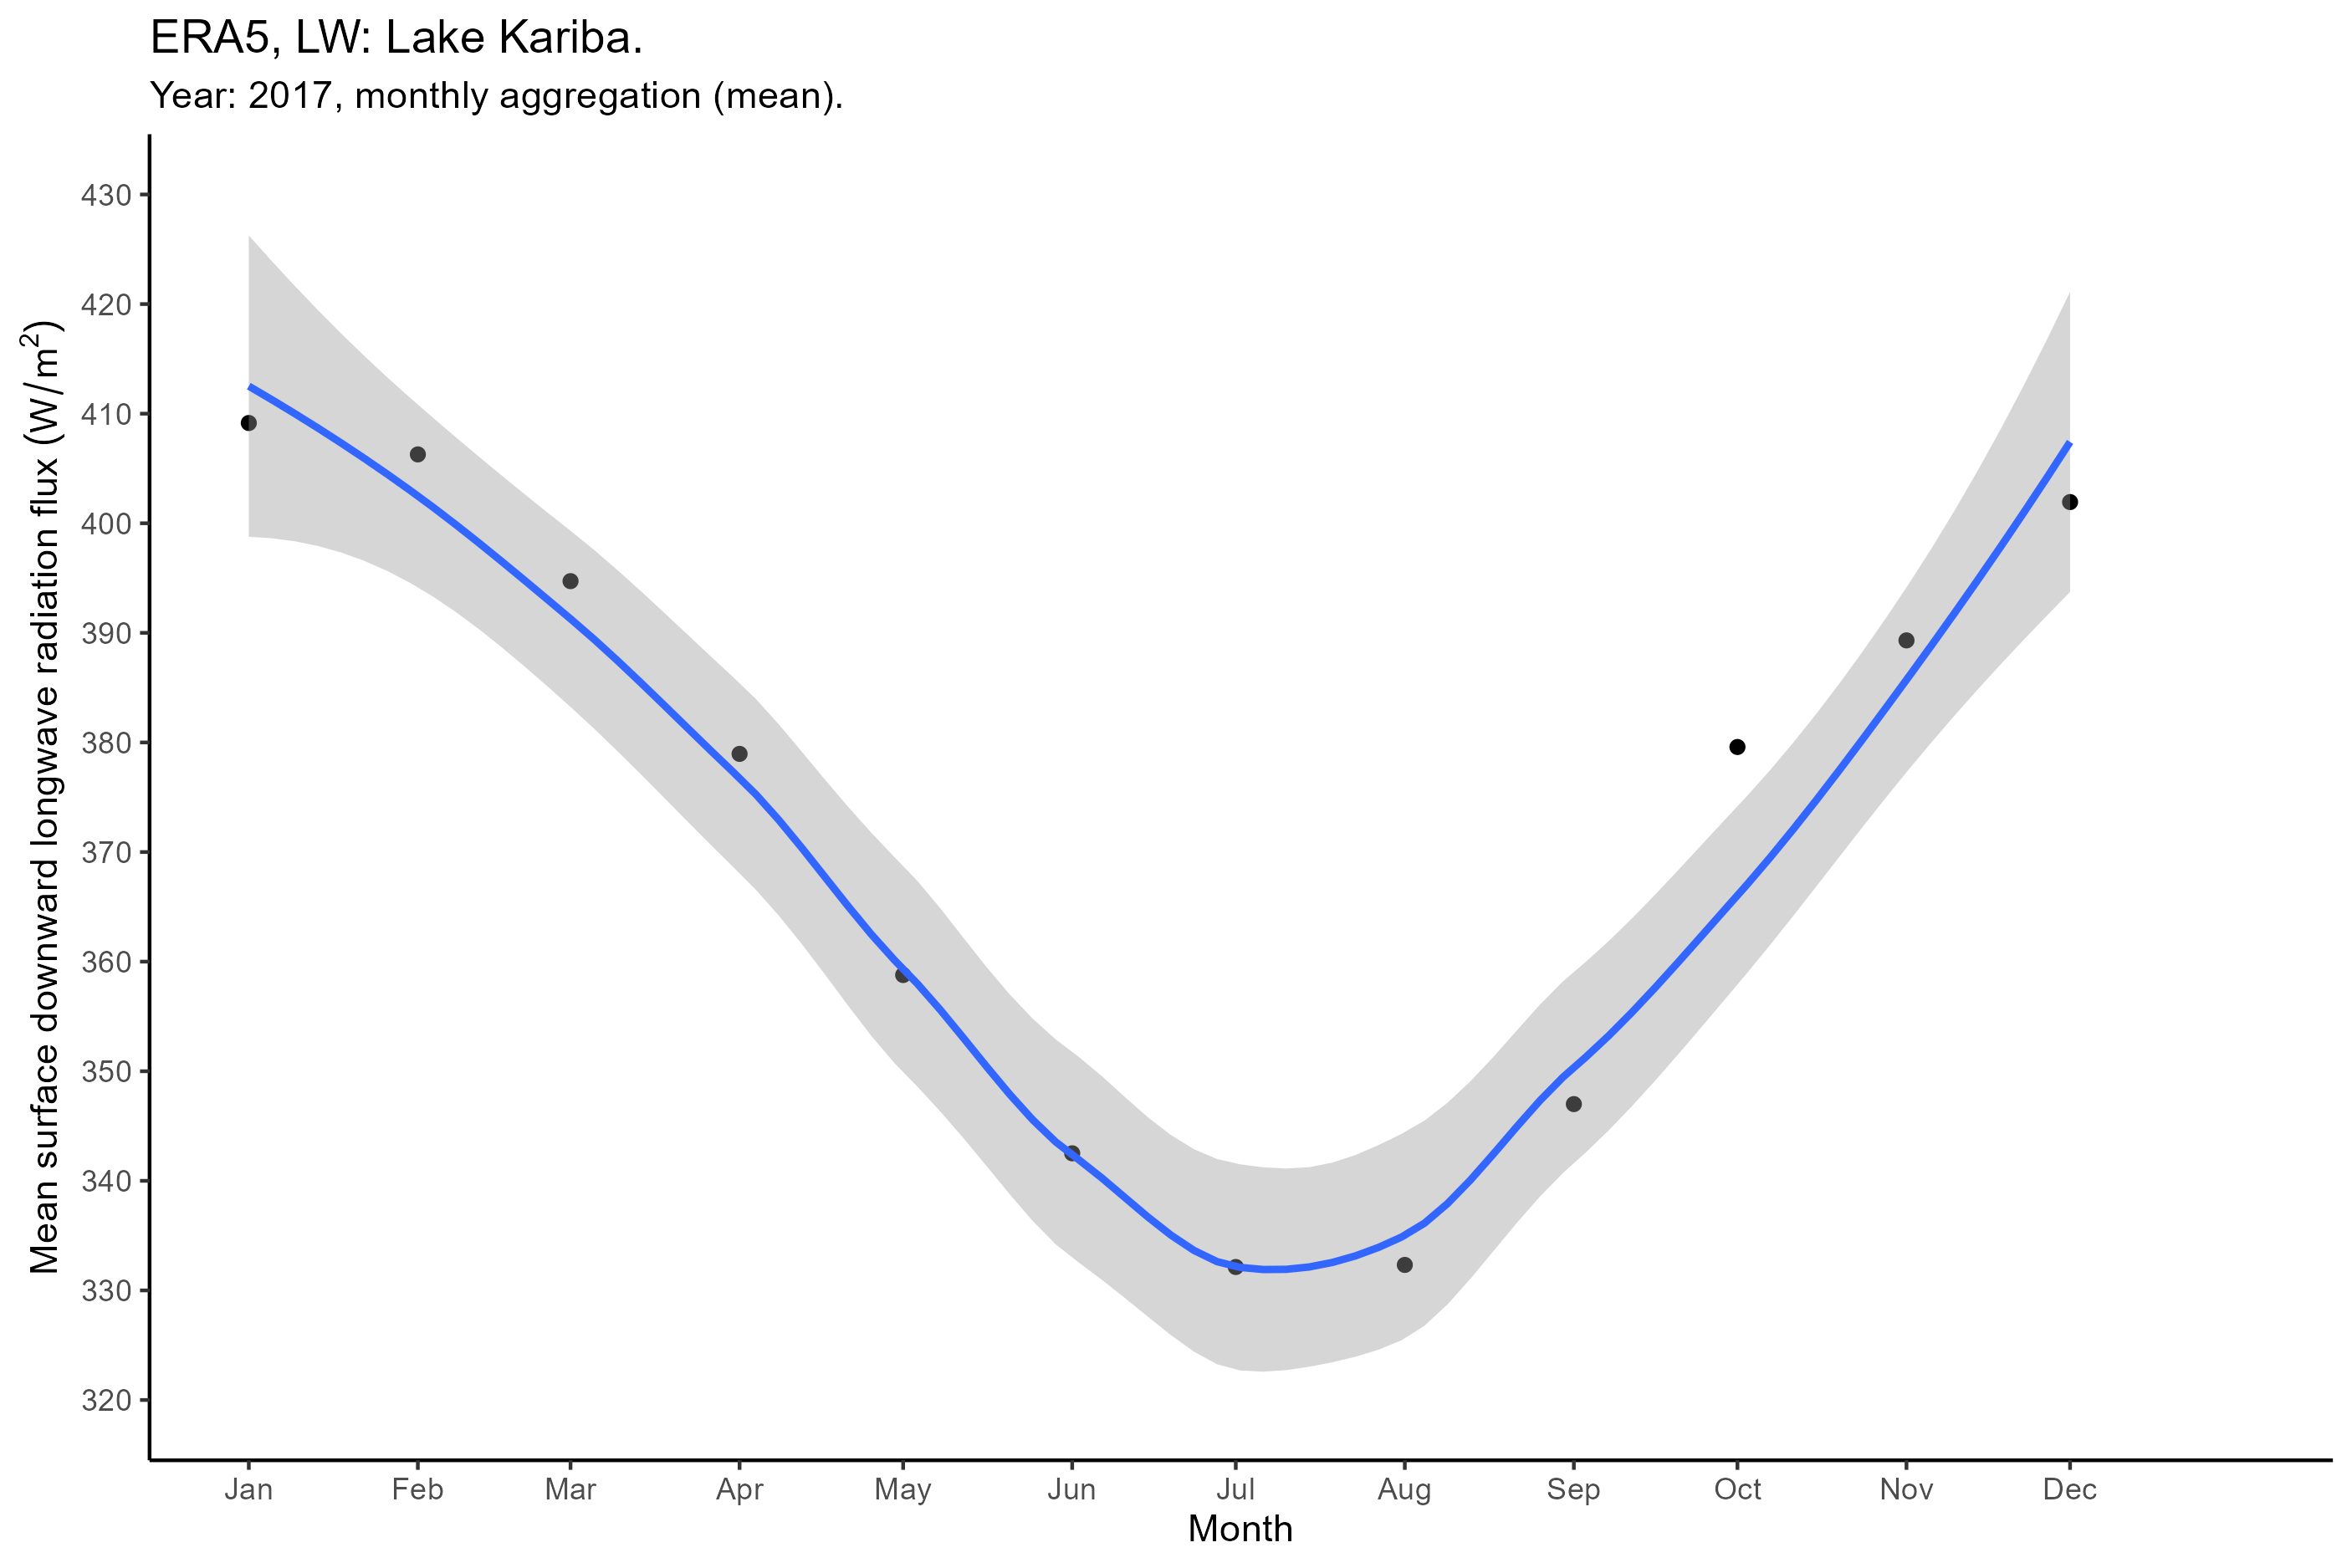 ERA5, LW: Lake Kariba.
Year: 2017, monthly aggregation (mean).
Mean surface downward longwave radiation flux (W/m²)
430
420
410
400
390
380
370
360
350
340
330
320
Jan Feb Mar Apr May Jun Jul Aug Sep Oct Nov Dec
Month